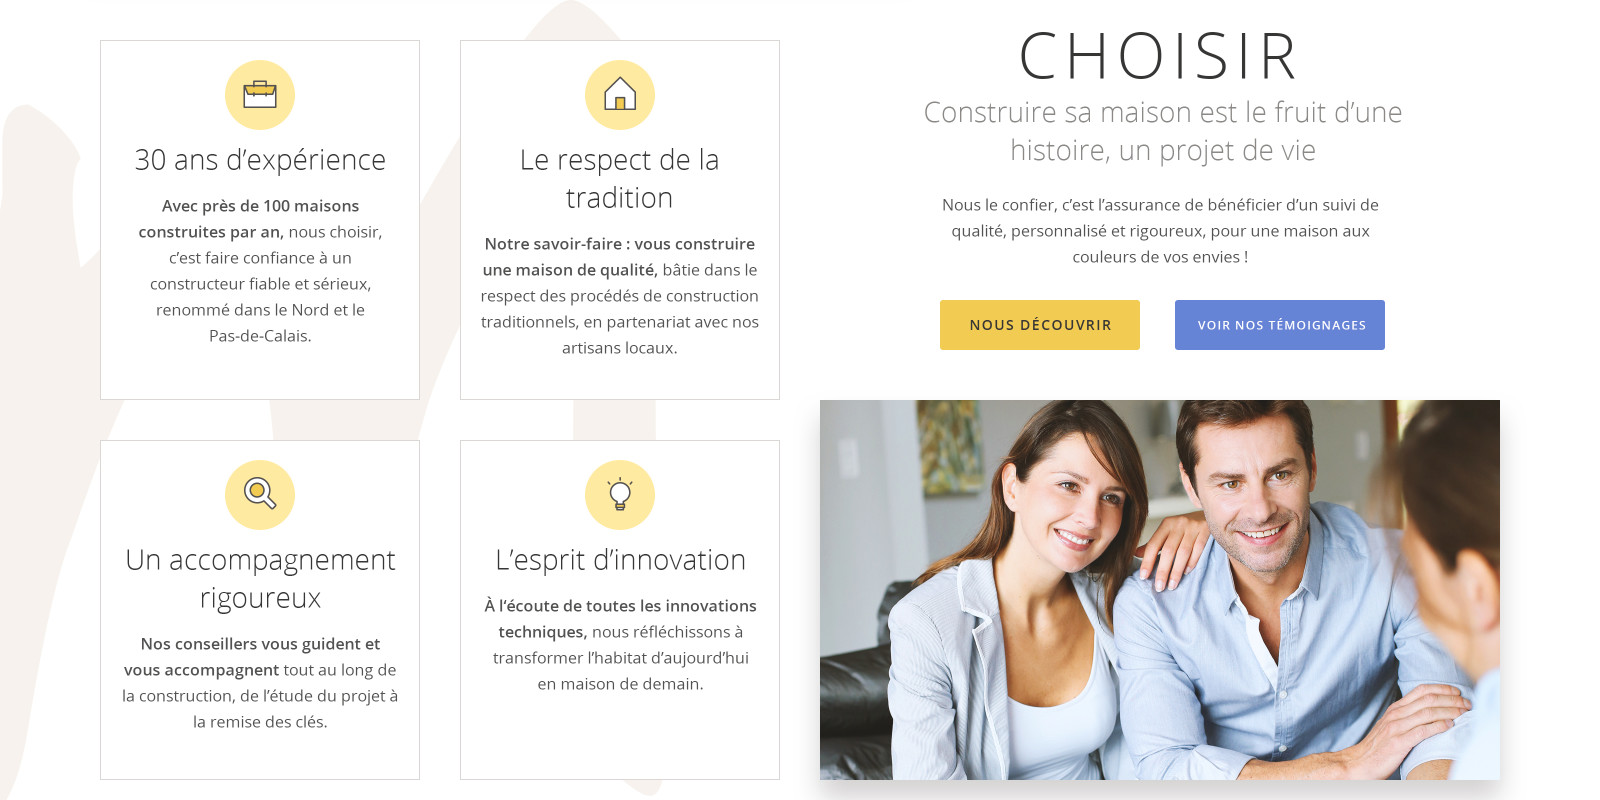 30 ans d’expérience
Avec près de 100 maisons
construites par an, nous choisir,
c’est faire confiance à un
constructeur fiable et sérieux,
renommé dans le Nord et le
Pas-de-Calais.
Le respect de la
tradition
Notre savoir-faire : vous construire
une maison de qualité, bâtie dans le
respect des procédés de construction
traditionnels, en partenariat avec nos
artisans locaux.
Un accompagnement
rigoureux
Nos conseillers vous guident et
vous accompagnent tout au long de
la construction, de l’étude du projet à
la remise des clés.
L’esprit d’innovation
À l‘écoute de toutes les innovations
techniques, nous réfléchissons à
transformer l’habitat d’aujourd’hui
en maison de demain.
CHOISIR
Construire sa maison est le fruit d’une
histoire, un projet de vie
Nous le confier, c’est l’assurance de bénéficier d’un suivi de
qualité, personnalisé et rigoureux, pour une maison aux
couleurs de vos envies !
NOUS DÉCOUVRIR
VOIR NOS TÉMOIGNAGES